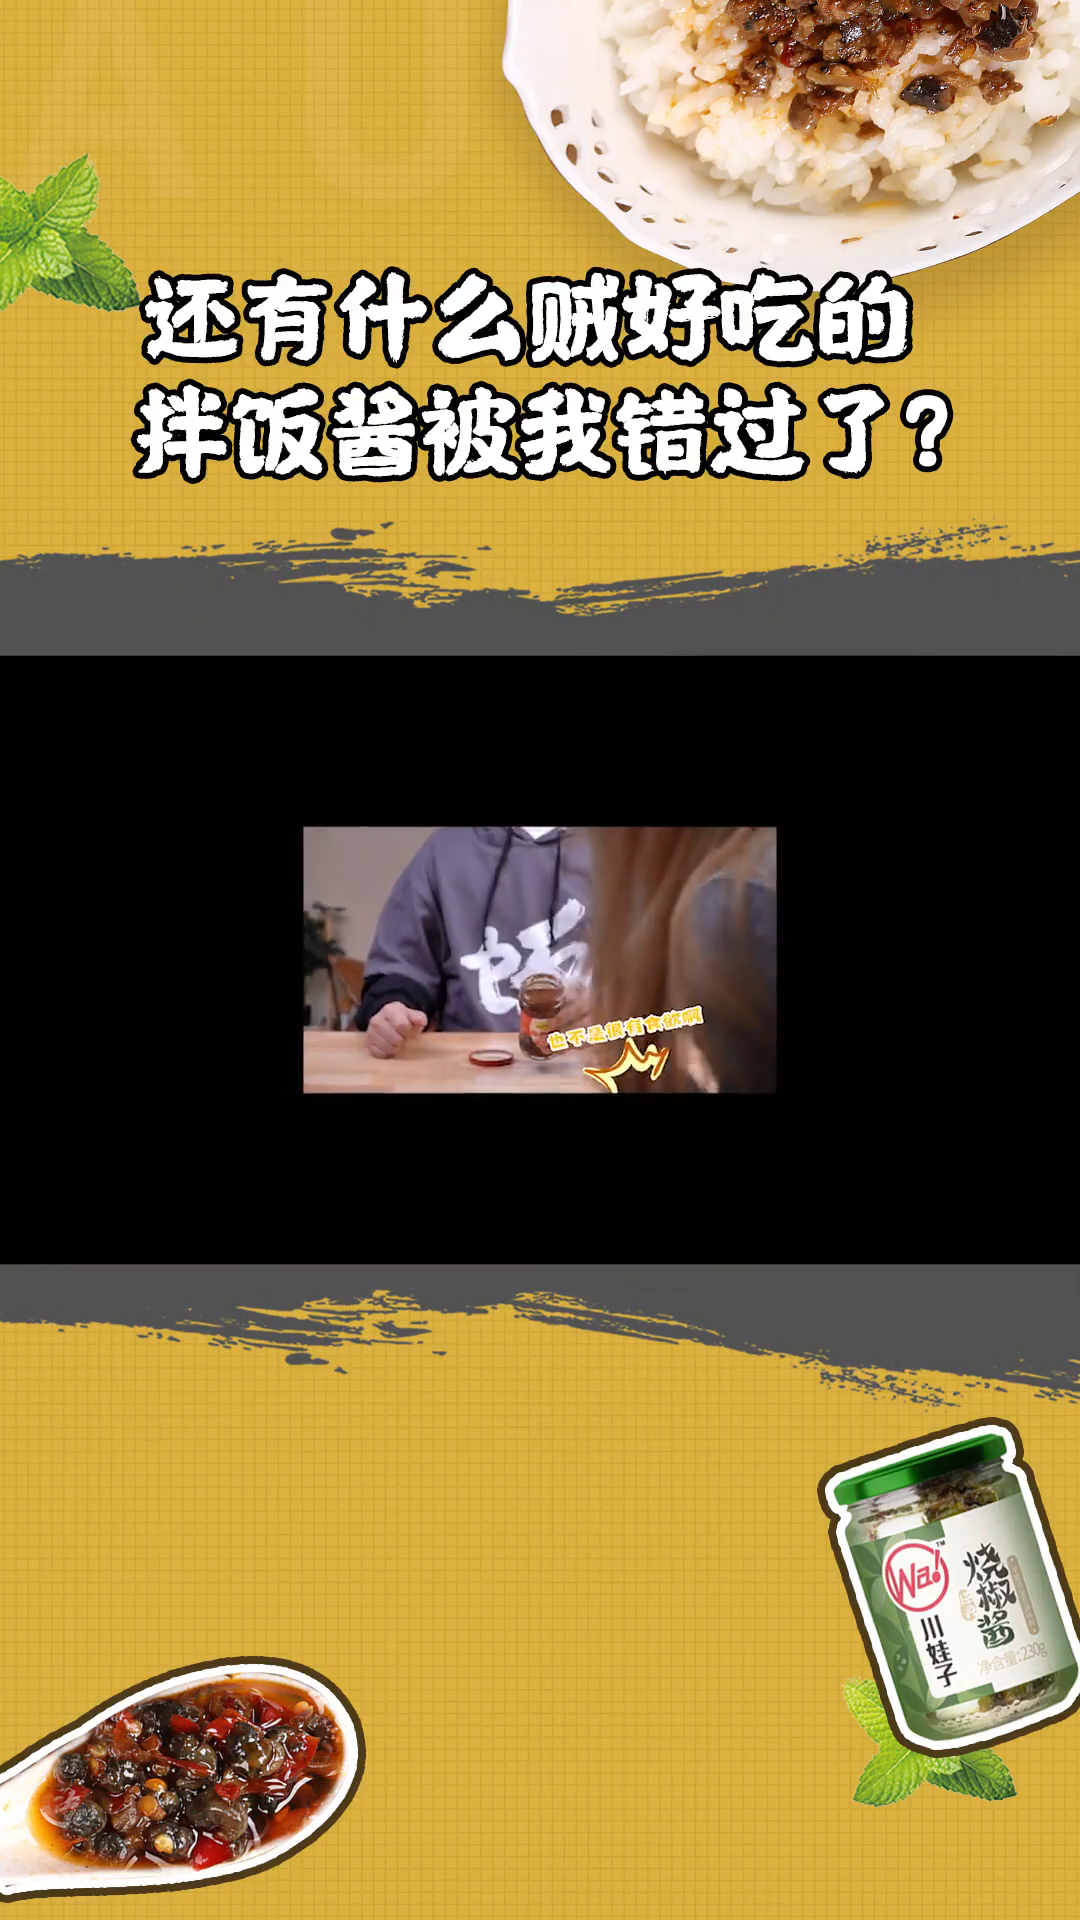 还有什么贼好吃的
拌饭酱被我错过了?
也不是很有食欲啊
Wa!
TM
烧椒酱
川娃子
净含量:230g